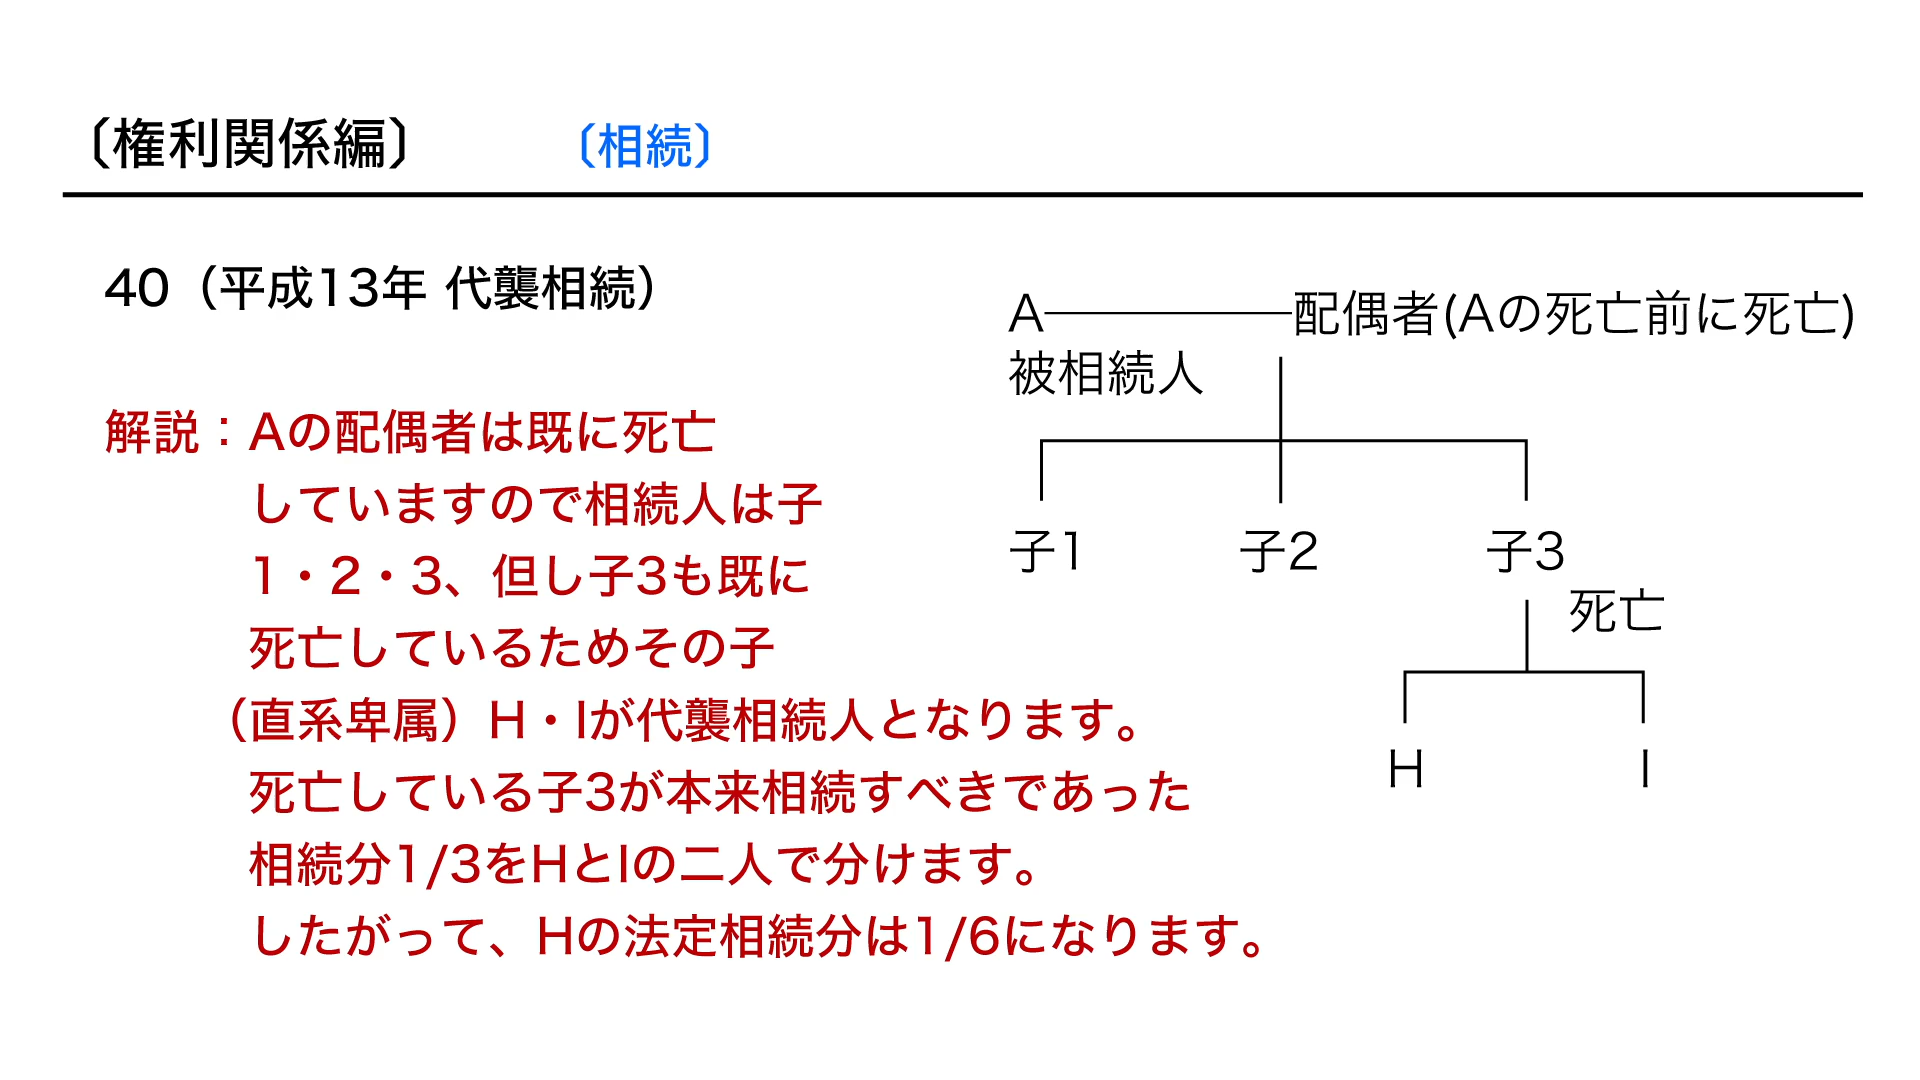 〔権利関係編〕 〔相続〕
40（平成13年 代襲相続）
解説：Aの配偶者は既に死亡
していますので相続人は子
1・2・3、但し子3も既に
死亡しているためその子
（直系卑属）H・Iが代襲相続人となります。
死亡している子3が本来相続すべきであった
相続分1/3をHとIの二人で分けます。
したがって、Hの法定相続分は1/6になります。
A 配偶者(Aの死亡前に死亡)
被相続人
子1 子2 子3
死亡
H I